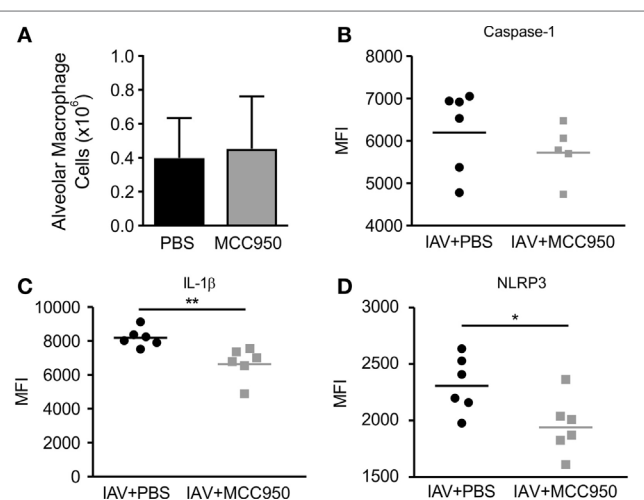 A
Alveolar Macrophage
Cells (x10⁶)
1.0
0.8
0.6
0.4
0.2
0.0
PBS MCC950
B
Caspase-1
MFI
8000
7000
6000
5000
4000
IAV+PBS IAV+MCC950
C
IL-1β
**
MFI
10000
8000
6000
4000
2000
0
IAV+PBS IAV+MCC950
D
NLRP3
*
MFI
3000
2500
2000
1500
IAV+PBS IAV+MCC950